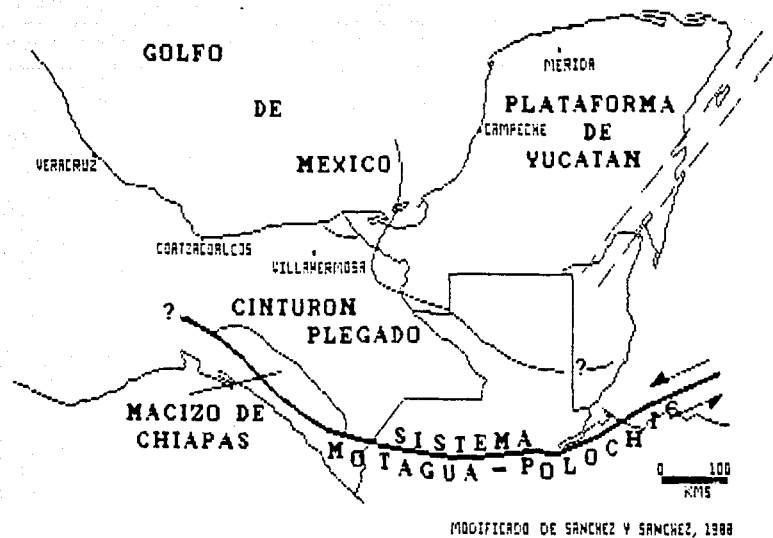 GOLFO
DE
MEXICO
MERIDA
PLATAFORMA
DE
YUCATAN
CAMPECHE
VERACRUZ
COATZACOALCOS
VILLAHERMOSA
?
CINTURON
PLEGADO
?
MACIZO DE
CHIAPAS
SISTEMA
MOTAGUA-POLOCHIC
0 100
KMS
MODIFICADO DE SANCHEZ Y SANCHEZ, 1988